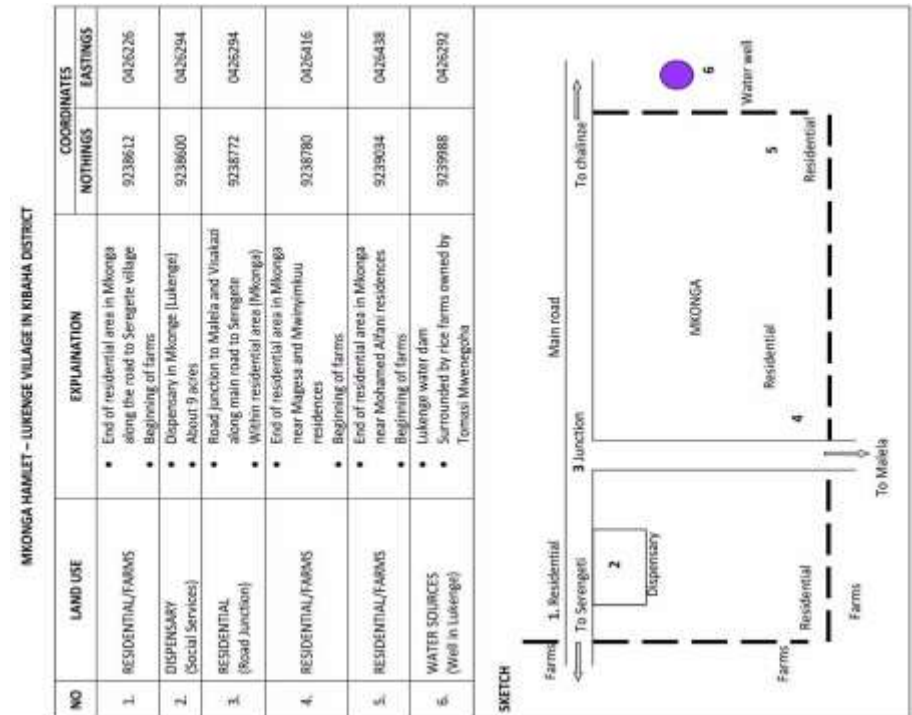 MKONGA HAMLET – LUKENGE VILLAGE IN KIBAHA DISTRICT
NO
LAND USE
EXPLAINATION
COORDINATES
NOTHINGS
EASTINGS
1.
RESIDENTIAL/FARMS
• End of residential area in Mkonga
along the road to Seregete village
• Beginning of farms
9238612
0426226
2.
DISPENSARY
(Social Services)
• Dispensary in Mkonge (Lukenge)
• About 9 acres
9238600
0426294
3.
RESIDENTIAL
(Road Junction)
• Road junction to Malela and Visakazi
along main road to Seregete
• Within residential area (Mkonga)
9238772
0426294
4.
RESIDENTIAL/FARMS
• End of residential area in Mkonga
near Magesa and Mwinyimkuu
residences
• Beginning of farms
9238780
0426416
5.
RESIDENTIAL/FARMS
• End of residential area in Mkonga
near Mohamed Alfani residences
• Beginning of farms
9239034
0426438
6.
WATER SOURCES
(Well in Lukenge)
• Lukenge water dam
• Surrounded by rice farms owned by
Tomasi Mwenegoha
9239988
0426292
SKETCH
Farms
1. Residential
To Serengeti
3 Junction
Main road
To chalinze
2
Dispensary
6
Water well
MKONGA
Farms
Residential
4
Residential
5
Residential
Farms
To Malela